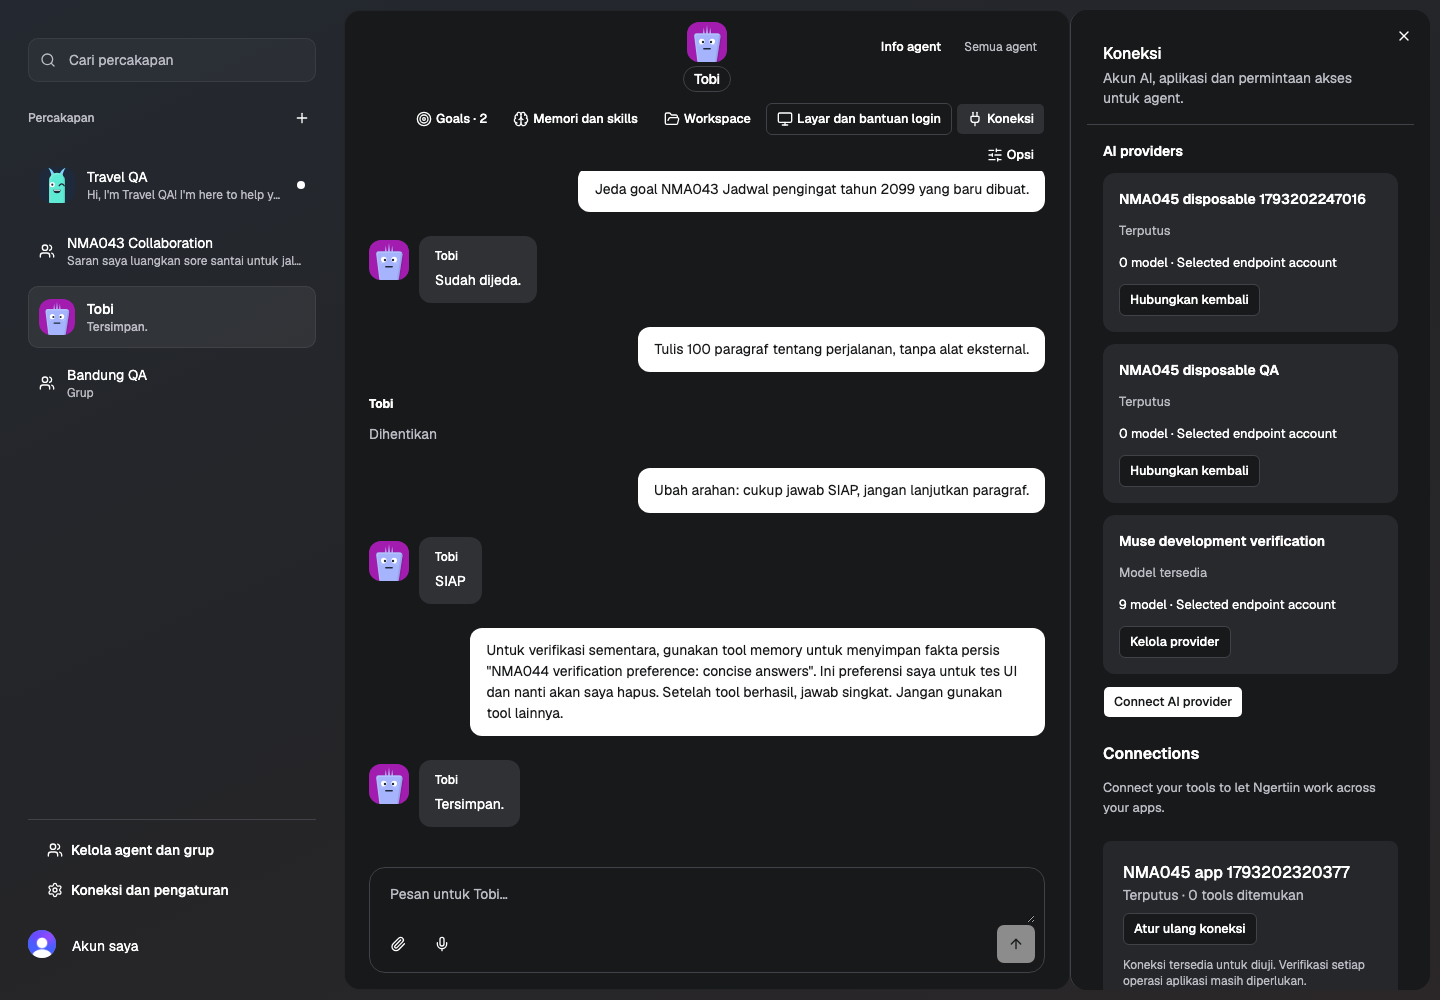 Cari percakapan
Percakapan
Travel QA
Hi, I'm Travel QA! I'm here to help y...
NMA043 Collaboration
Saran saya luangkan sore santai untuk jal...
Tobi
Tersimpan.
Bandung QA
Grup
Kelola agent dan grup
Koneksi dan pengaturan
Akun saya
Tobi
Info agent
Semua agent
Goals · 2
Memori dan skills
Workspace
Layar dan bantuan login
Koneksi
Opsi
Jeda goal NMA043 Jadwal pengingat tahun 2099 yang baru dibuat.
Tobi
Sudah dijeda.
Tulis 100 paragraf tentang perjalanan, tanpa alat eksternal.
Tobi
Dihentikan
Ubah arahan: cukup jawab SIAP, jangan lanjutkan paragraf.
Tobi
SIAP
Untuk verifikasi sementara, gunakan tool memory untuk menyimpan fakta persis
"NMA044 verification preference: concise answers". Ini preferensi saya untuk tes UI
dan nanti akan saya hapus. Setelah tool berhasil, jawab singkat. Jangan gunakan
tool lainnya.
Tobi
Tersimpan.
Pesan untuk Tobi...
Koneksi
Akun AI, aplikasi dan permintaan akses
untuk agent.
AI providers
NMA045 disposable 1793202247016
Terputus
0 model · Selected endpoint account
Hubungkan kembali
NMA045 disposable QA
Terputus
0 model · Selected endpoint account
Hubungkan kembali
Muse development verification
Model tersedia
9 model · Selected endpoint account
Kelola provider
Connect AI provider
Connections
Connect your tools to let Ngertiin work across
your apps.
NMA045 app 1793202320377
Terputus · 0 tools ditemukan
Atur ulang koneksi
Koneksi tersedia untuk diuji. Verifikasi setiap
operasi aplikasi masih diperlukan.